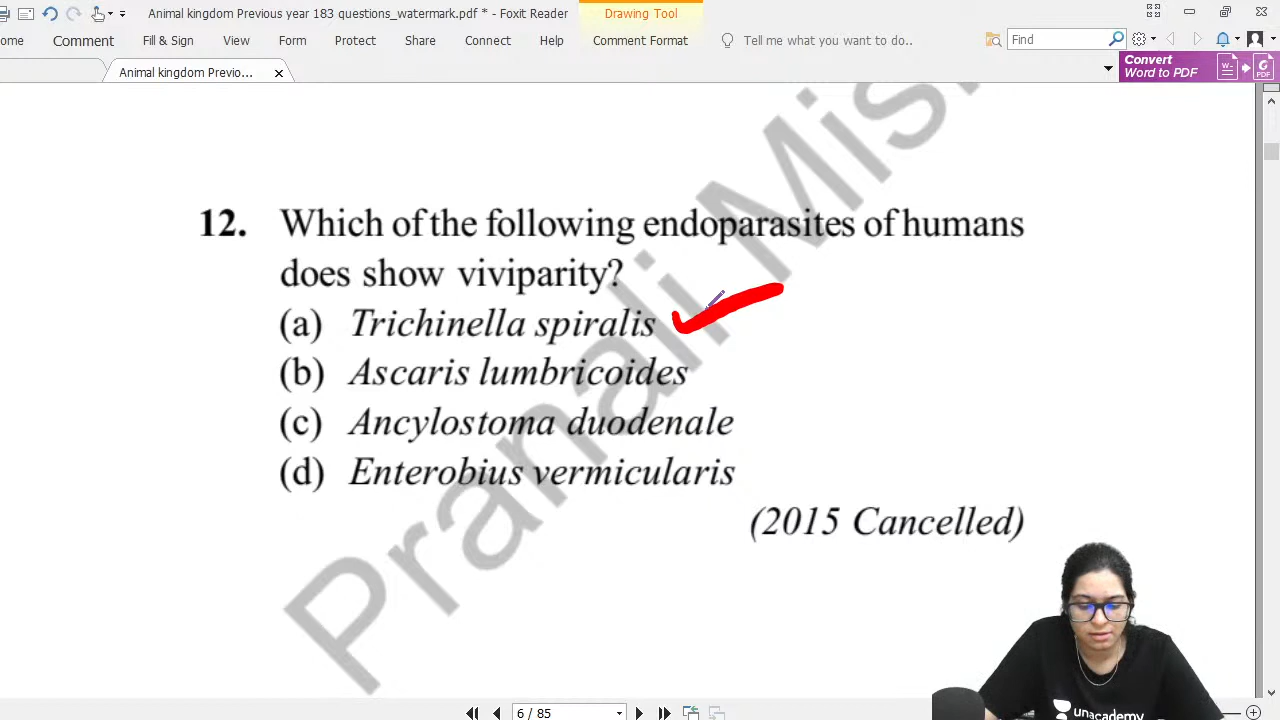 Animal kingdom Previous year 183 questions_watermark.pdf * - Foxit Reader
Drawing Tool
ome Comment Fill & Sign View Form Protect Share Connect Help Comment Format Tell me what you want to do.. Find
Animal kingdom Previo... ×
Convert
Word to PDF
W
G
PDF
12. Which of the following endoparasites of humans
does show viviparity?
(a) Trichinella spiralis
(b) Ascaris lumbricoides
(c) Ancylostoma duodenale
(d) Enterobius vermicularis
(2015 Cancelled)
Pranali Mis
unacademy
6 / 85